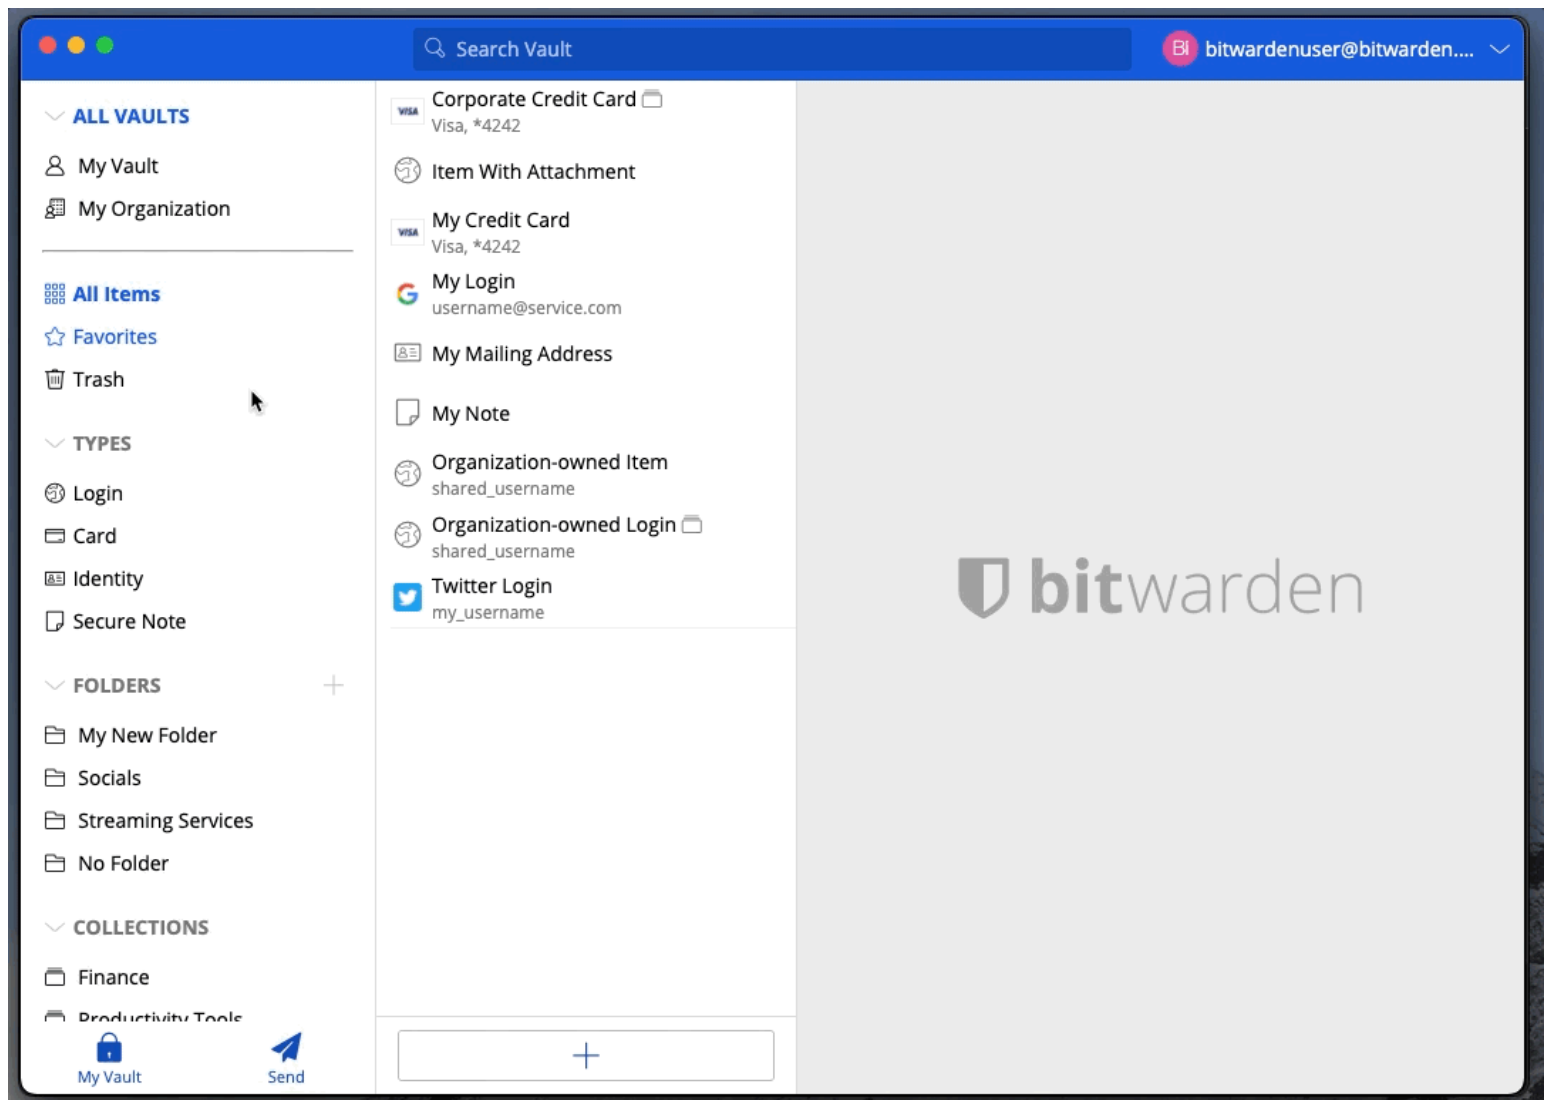 Search Vault
BI
bitwardenuser@bitwarden....
ALL VAULTS
My Vault
My Organization
All Items
Favorites
Trash
TYPES
Login
Card
Identity
Secure Note
FOLDERS
My New Folder
Socials
Streaming Services
No Folder
COLLECTIONS
Finance
Productivity Tools
My Vault
Send
VISA
Corporate Credit Card
Visa, *4242
Item With Attachment
VISA
My Credit Card
Visa, *4242
My Login
username@service.com
My Mailing Address
My Note
Organization-owned Item
shared_username
Organization-owned Login
shared_username
Twitter Login
my_username
bitwarden